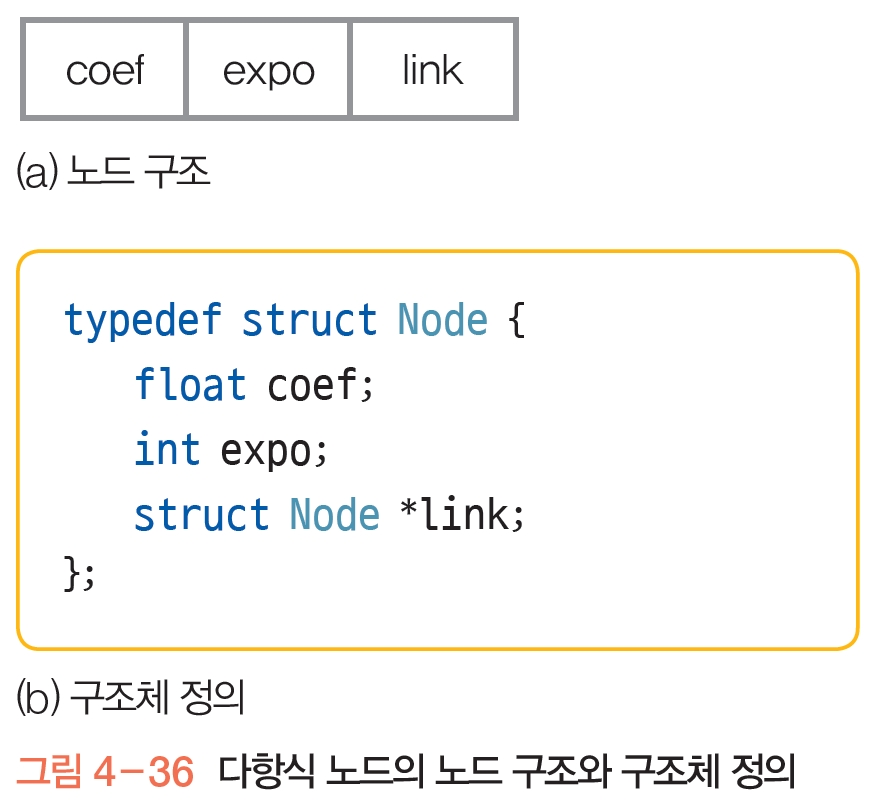 coef expo link
(a) 노드 구조
typedef struct Node {
float coef;
int expo;
struct Node *link;
};
(b) 구조체 정의
그림 4-36 다항식 노드의 노드 구조와 구조체 정의